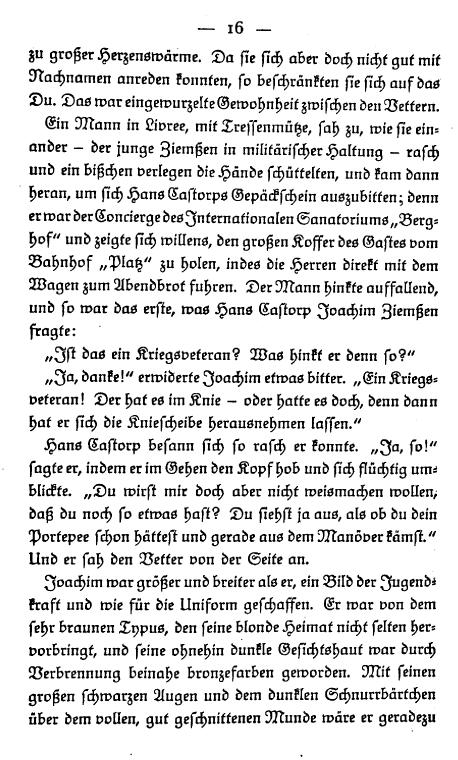 — 16 —
zu großer Herzenswärme. Da sie sich aber doch nicht gut mit
Nachnamen anreden konnten, so beschränkten sie sich auf das
Du. Das war eingewurzelte Gewohnheit zwischen den Vettern.
Ein Mann in Livree, mit Tressenmütze, sah zu, wie sie ein-
ander – der junge Ziemßen in militärischer Haltung – rasch
und ein bißchen verlegen die Hände schüttelten, und kam dann
heran, um sich Hans Castorps Gepäckschein auszubitten; denn
er war der Concierge des Internationalen Sanatoriums „Berg-
hof“ und zeigte sich willens, den großen Koffer des Gastes vom
Bahnhof „Platz“ zu holen, indes die Herren direkt mit dem
Wagen zum Abendbrot fuhren. Der Mann hinkte auffallend,
und so war das erste, was Hans Castorp Joachim Ziemßen
fragte:
„Ist das ein Kriegsveteran? Was hinkt er denn so?“
„Ja, danke!“ erwiderte Joachim etwas bitter. „Ein Kriegs-
veteran! Der hat es im Knie – oder hatte es doch, denn dann
hat er sich die Kniescheibe herausnehmen lassen.“
Hans Castorp besann sich so rasch er konnte. „Ja, so!“
sagte er, indem er im Gehen den Kopf hob und sich flüchtig um-
blickte. „Du wirst mir doch aber nicht weismachen wollen,
daß du noch so etwas hast? Du siehst ja aus, als ob du dein
Portepee schon hättest und gerade aus dem Manöver kämst.“
Und er sah den Vetter von der Seite an.
Joachim war größer und breiter als er, ein Bild der Jugend-
kraft und wie für die Uniform geschaffen. Er war von dem
sehr braunen Typus, den seine blonde Heimat nicht selten her-
vorbringt, und seine ohnehin dunkle Gesichtshaut war durch
Verbrennung beinahe bronzefarben geworden. Mit seinen
großen schwarzen Augen und dem dunklen Schnurrbärtchen
über dem vollen, gut geschnittenen Munde wäre er geradezu